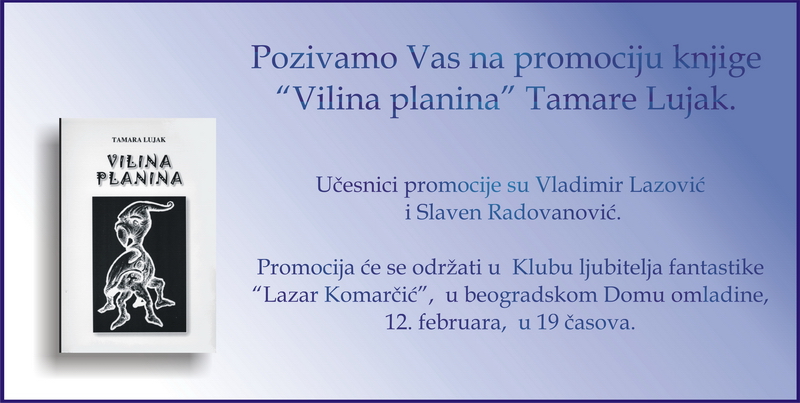 Pozivamo Vas na promociju knjige
“Vilina planina” Tamare Lujak.
TAMARA LUJAK
VILINA
PLANINA
Učesnici promocije su Vladimir Lazović
i Slaven Radovanović.
Promocija će se održati u Klubu ljubitelja fantastike
“Lazar Komarčić”, u beogradskom Domu omladine,
12. februara, u 19 časova.